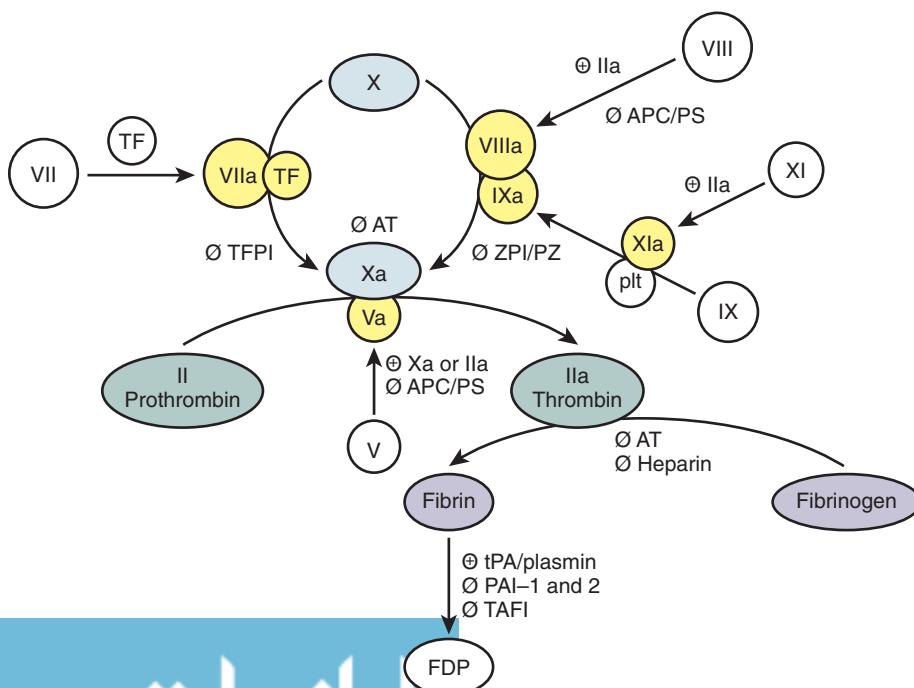 VIII
⊕ IIa
X
Ø APC/PS
TF
VIIIa
VII
VIIa
TF
IXa
⊕ IIa
XI
Ø AT
Ø TFPI
Ø ZPI/PZ
XIa
Xa
plt
IX
Va
II
Prothrombin
⊕ Xa or IIa
Ø APC/PS
IIa
Thrombin
V
Ø AT
Ø Heparin
Fibrin
Fibrinogen
⊕ tPA/plasmin
Ø PAI–1 and 2
Ø TAFI
FDP